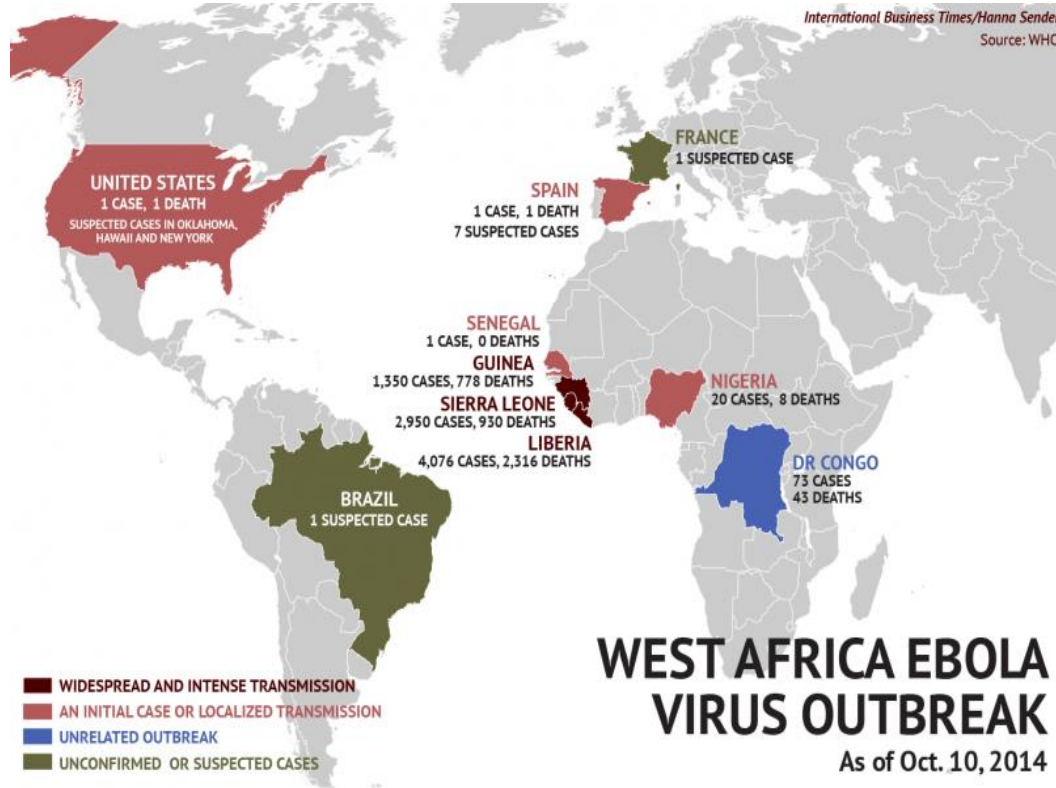 International Business Times/Hanna Sender
Source: WHO
FRANCE
1 SUSPECTED CASE
UNITED STATES
1 CASE, 1 DEATH
SUSPECTED CASES IN OKLAHOMA,
HAWAII AND NEW YORK
SPAIN
1 CASE, 1 DEATH
7 SUSPECTED CASES
SENEGAL
1 CASE, 0 DEATHS
GUINEA
1,350 CASES, 778 DEATHS
SIERRA LEONE
2,950 CASES, 930 DEATHS
LIBERIA
4,076 CASES, 2,316 DEATHS
NIGERIA
20 CASES, 8 DEATHS
DR CONGO
73 CASES
43 DEATHS
BRAZIL
1 SUSPECTED CASE
WIDESPREAD AND INTENSE TRANSMISSION
AN INITIAL CASE OR LOCALIZED TRANSMISSION
UNRELATED OUTBREAK
UNCONFIRMED OR SUSPECTED CASES
WEST AFRICA EBOLA
VIRUS OUTBREAK
As of Oct. 10, 2014